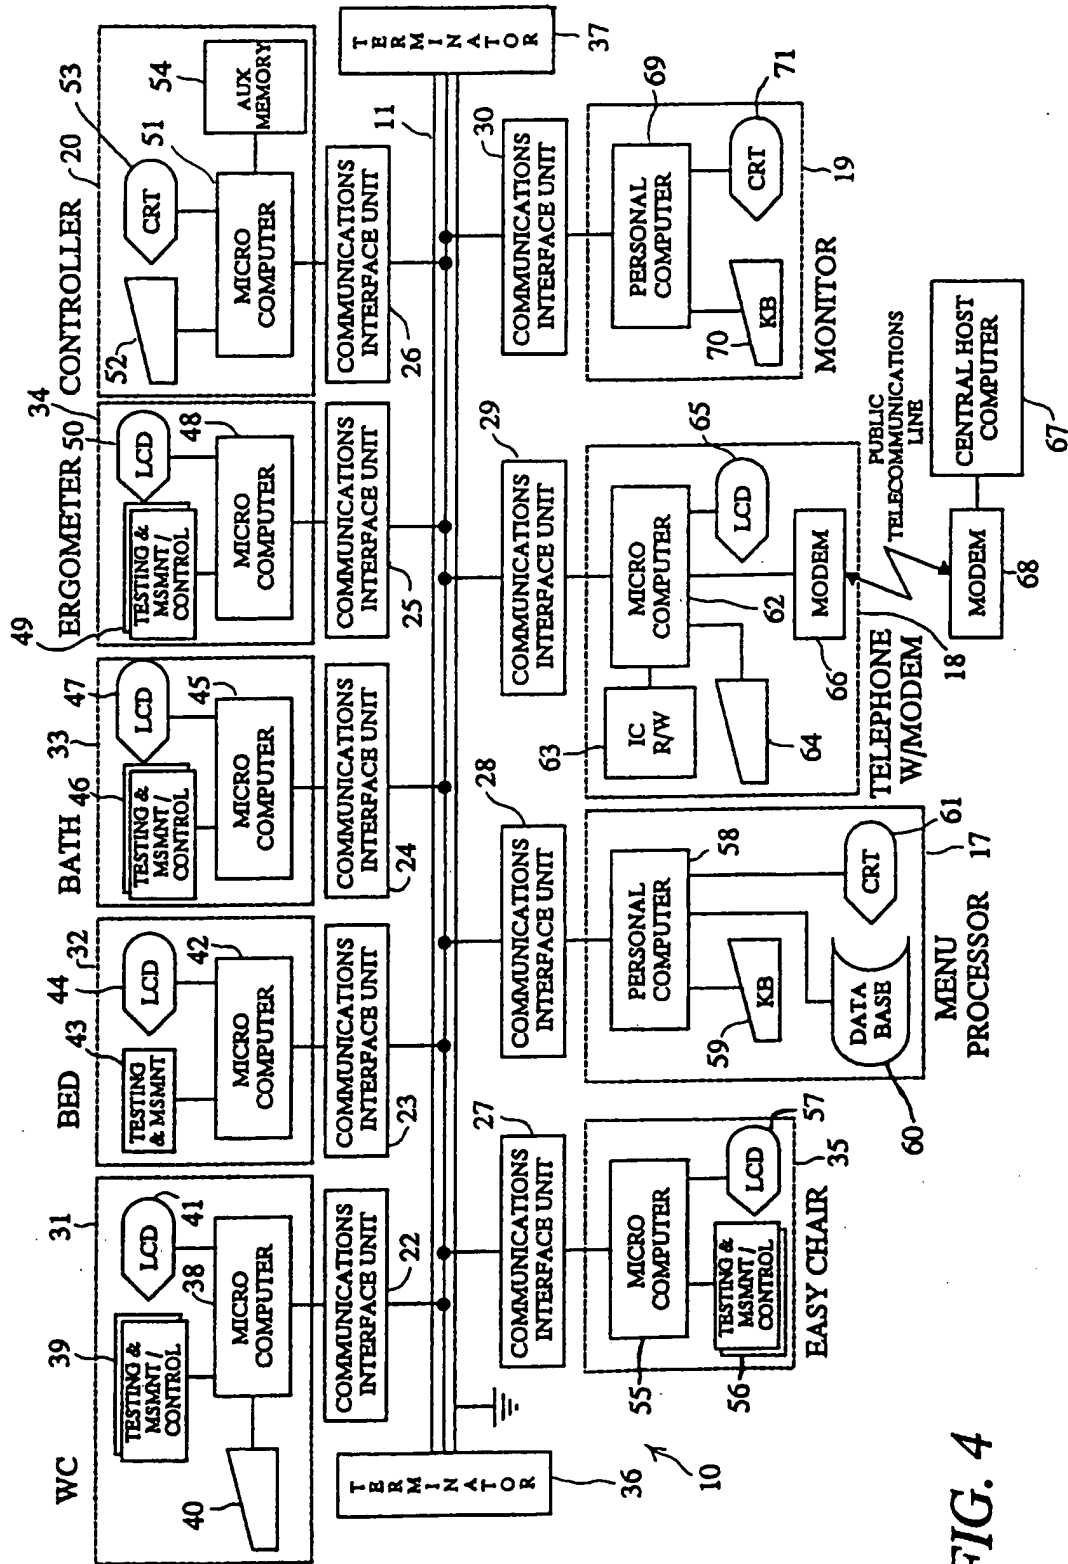 WC
BED
BATH
ERGOMETER
CONTROLLER
31
39
TESTING &
MSMNT /
CONTROL
40
LCD
41
38
MICRO
COMPUTER
COMMUNICATIONS
INTERFACE UNIT
22
32
43
TESTING
& MSMNT
44
LCD
42
MICRO
COMPUTER
COMMUNICATIONS
INTERFACE UNIT
23
33
46
TESTING &
MSMNT /
CONTROL
47
LCD
45
MICRO
COMPUTER
COMMUNICATIONS
INTERFACE UNIT
24
34
49
TESTING &
MSMNT /
CONTROL
50
LCD
48
MICRO
COMPUTER
COMMUNICATIONS
INTERFACE UNIT
25
20
52
53
CRT
51
MICRO
COMPUTER
54
AUX
MEMORY
COMMUNICATIONS
INTERFACE UNIT
26
TERMINATOR
36
11
TERMINATOR
37
10
27
COMMUNICATIONS
INTERFACE UNIT
MICRO
COMPUTER
55
TESTING &
MSMNT /
CONTROL
56
LCD
57
35
EASY CHAIR
28
COMMUNICATIONS
INTERFACE UNIT
PERSONAL
COMPUTER
58
KB
59
DATA
BASE
60
CRT
61
17
MENU
PROCESSOR
29
COMMUNICATIONS
INTERFACE UNIT
MICRO
COMPUTER
62
63
IC
R/W
64
LCD
65
MODEM
66
18
TELEPHONE
W/MODEM
PUBLIC
TELECOMMUNICATIONS
LINE
MODEM
68
CENTRAL HOST
COMPUTER
67
30
COMMUNICATIONS
INTERFACE UNIT
PERSONAL
COMPUTER
69
KB
70
CRT
71
19
MONITOR
FIG. 4